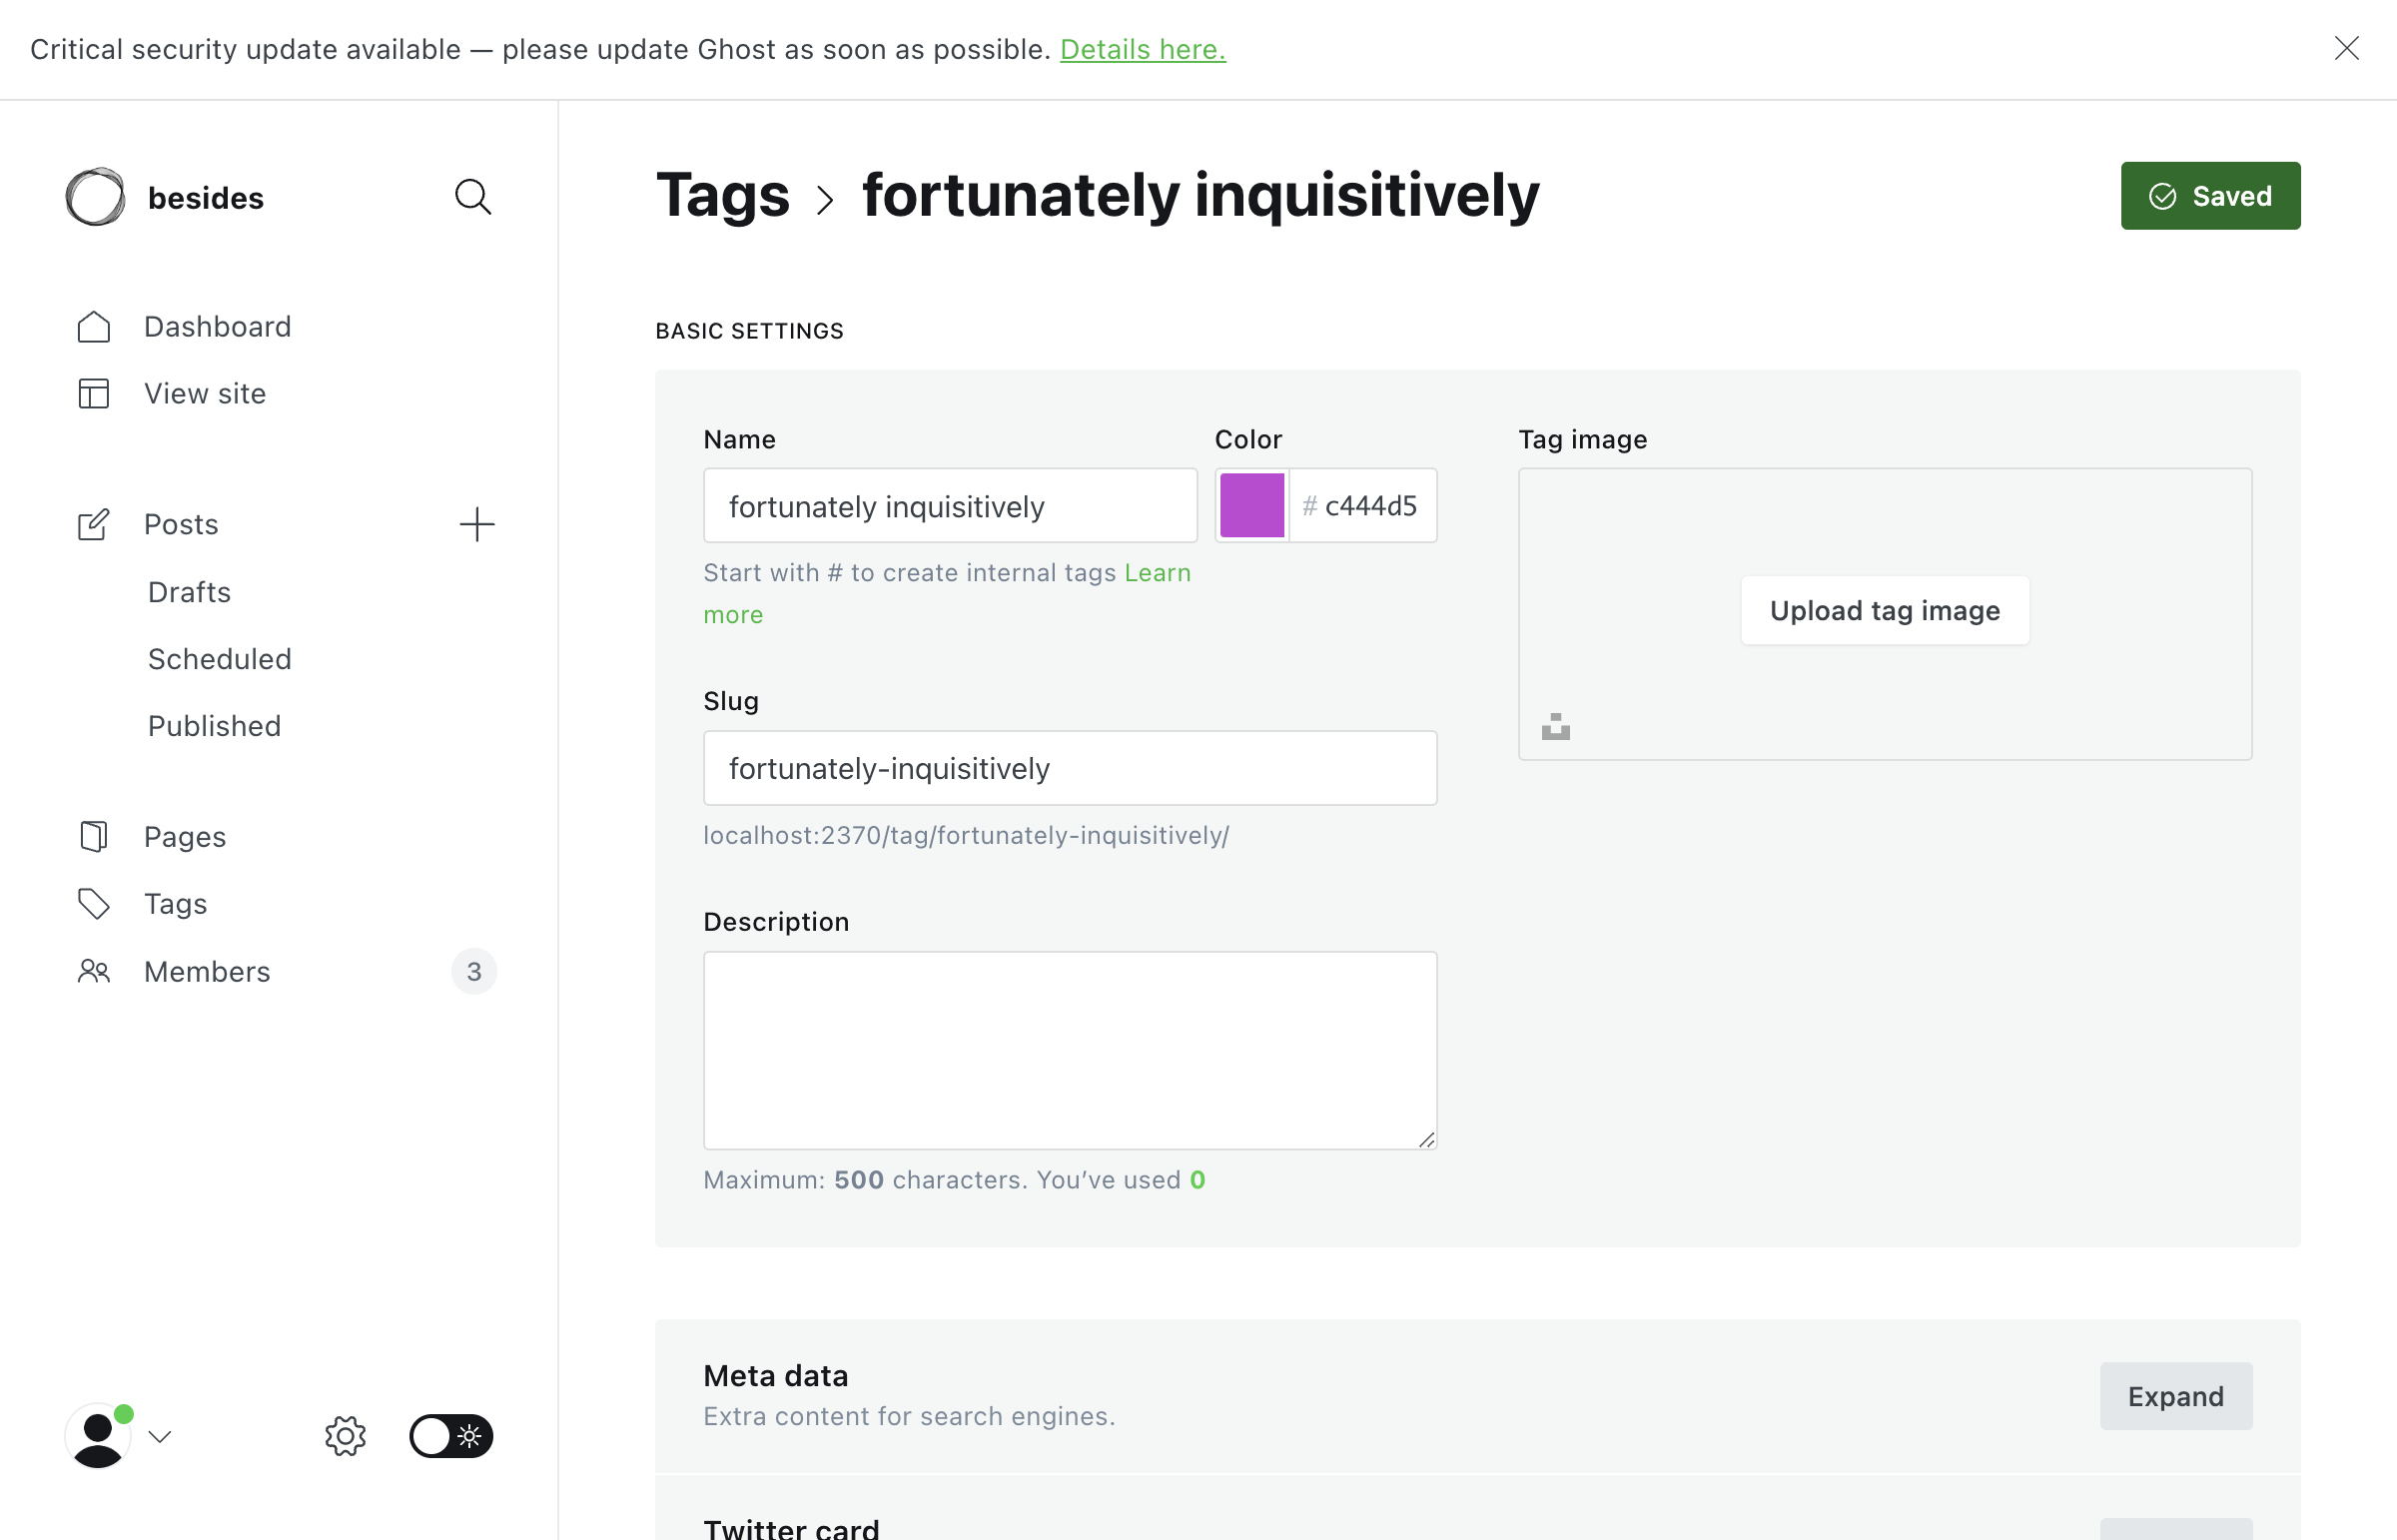 Critical security update available — please update Ghost as soon as possible. Details here.
besides
Dashboard
View site
Posts
Drafts
Scheduled
Published
Pages
Tags
Members
3
Tags > fortunately inquisitively
Saved
BASIC SETTINGS
Name
fortunately inquisitively
Start with # to create internal tags Learn
more
Color
# c444d5
Slug
fortunately-inquisitively
localhost:2370/tag/fortunately-inquisitively/
Description
Maximum: 500 characters. You’ve used 0
Tag image
Upload tag image
Meta data
Extra content for search engines.
Expand
Twitter card